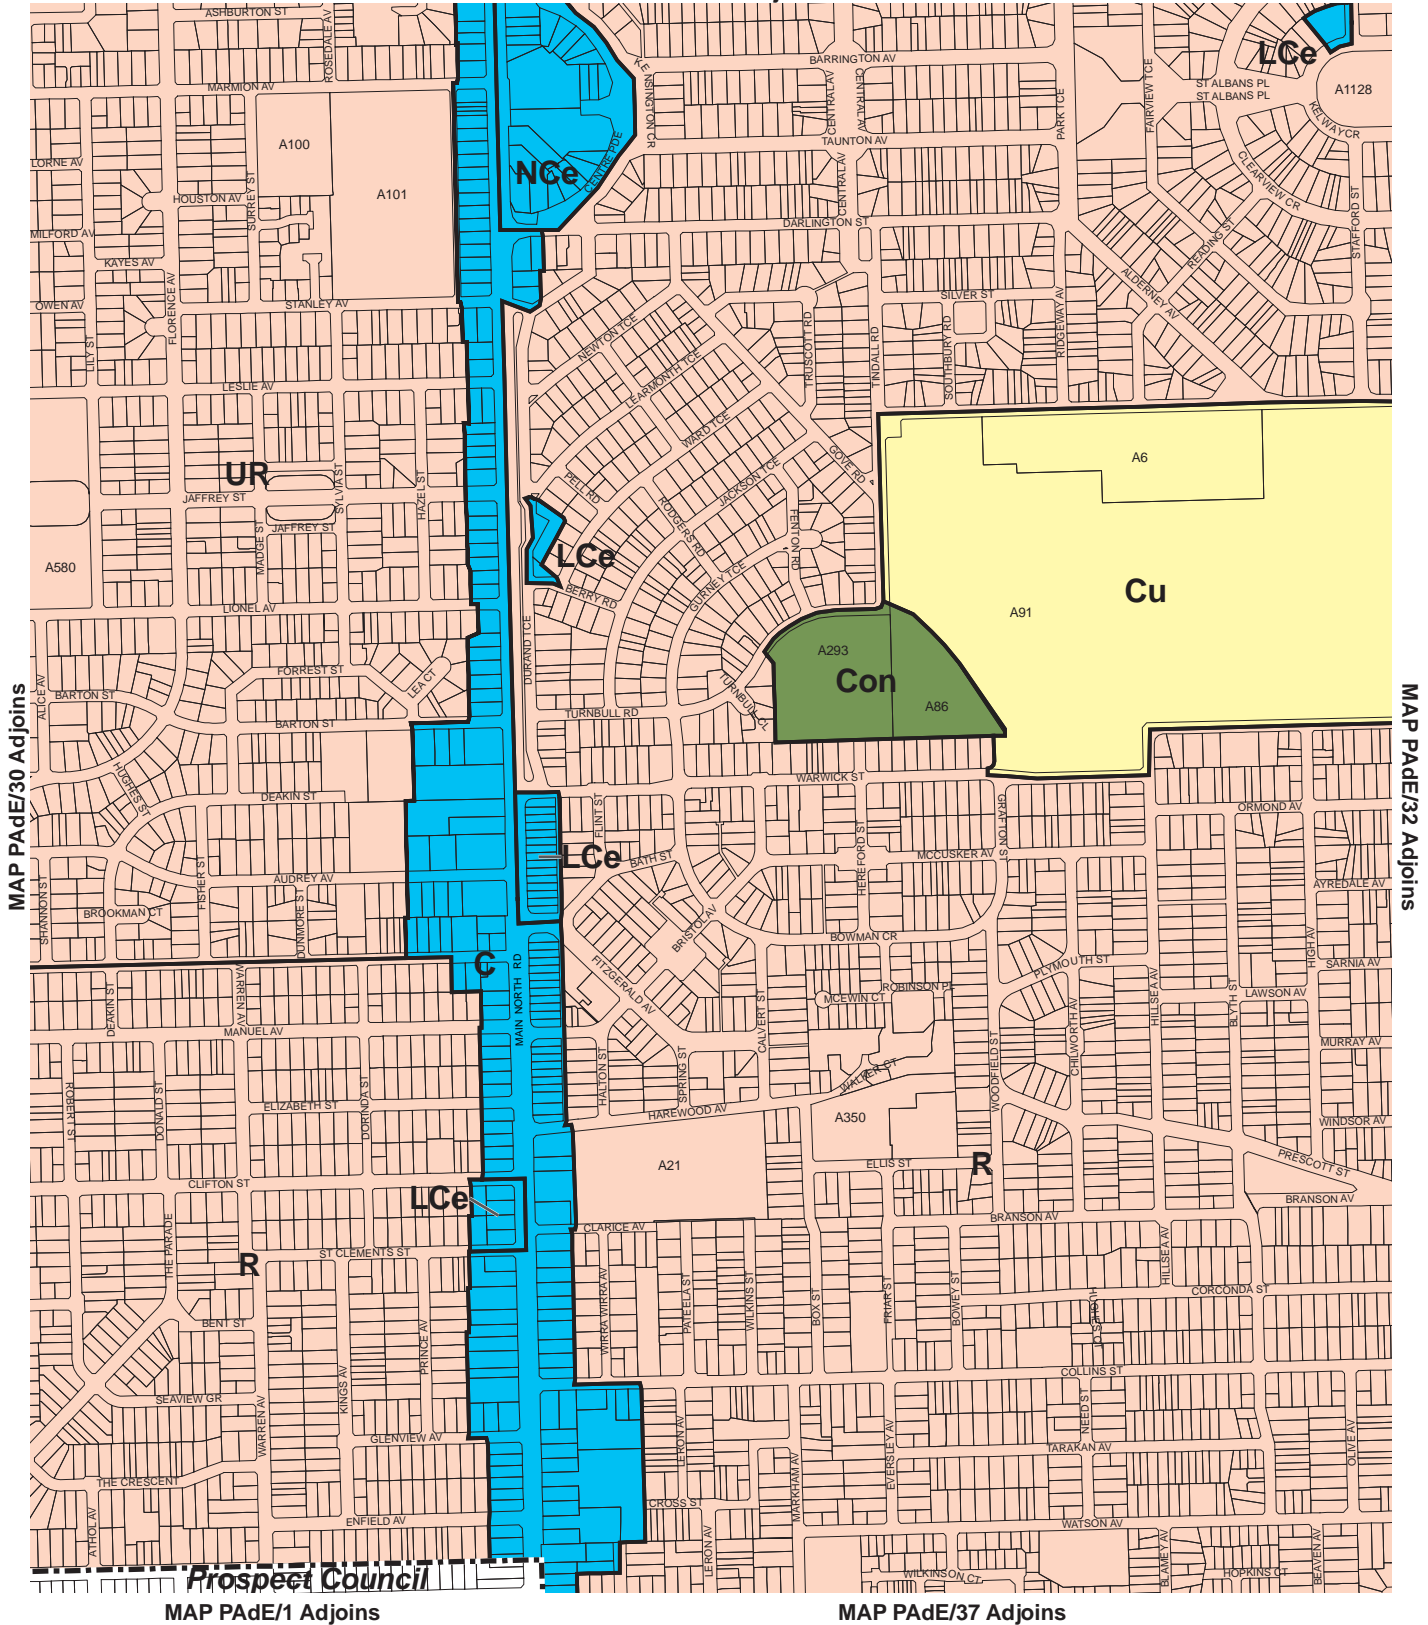 ASHBURTON ST
ROSEDALE AV
MARMION AV
BARRINGTON AV
KENSINGTON CR
CENTRAL AV
CENTRAL AV
PARK TCE
FAIRVIEW TCE
ST ALBANS PL
ST ALBANS PL
LCe
A1128
KELWAY CR
A100
LORNE AV
TAUNTON AV
NCe
CENTRE PDE
CLEARVIEW CR
A101
HOUSTON AV
SURREY ST
CENTRAL AV
MILFORD AV
DARLINGTON ST
READING ST
STAFFORD ST
KAYES AV
ALDERNEY AV
OWEN AV
FLORENCE AV
STANLEY AV
SILVER ST
LILY ST
NEWTON TCE
TRUSCOTT RD
TINDALL RD
SOUTHBURY RD
RIDGEWAY AV
LESLIE AV
LEARMONTH TCE
WARD TCE
UR
GOVE RD
A6
JAFFREY ST
SYLVIA ST
HAZEL ST
PELL RD
JACKSON TCE
RODGERS RD
FENTON RD
JAFFREY ST
MADGE ST
LCe
A580
GURNEY TCE
Cu
LIONEL AV
BERRY RD
A91
DURAND TCE
A293
FORREST ST
LEA CT
Con
ALICE AV
BARTON ST
TURNBULL CL
A86
BARTON ST
TURNBULL RD
MAP PAdE/30 Adjoins
MAP PAdE/32 Adjoins
HUGHES ST
WARWICK ST
DEAKIN ST
FLINT ST
GRAFTON ST
ORMOND AV
HEREFORD ST
LCe
BATH ST
MCCUSKER AV
FISHER ST
AUDREY AV
AYREDALE AV
SHANNON ST
BROOKMAN CT
DUNMORE ST
BRISTOL AV
BOWMAN CR
HIGH AV
C
MAIN NORTH RD
FITZGERALD AV
PLYMOUTH ST
SARNIA AV
DEAKIN ST
WARREN AV
MCEWIN CT
ROBINSON PL
HILLSEA AV
BLYTH ST
LAWSON AV
MANUEL AV
CALVERT ST
WOODFIELD ST
CHILWORTH AV
MURRAY AV
ROBERT ST
DONALD ST
ELIZABETH ST
DORINDA ST
HALTON ST
SPRING ST
WALKER CT
HAREWOOD AV
A350
WINDSOR AV
A21
ELLIS ST
R
PRESCOTT ST
CLIFTON ST
LCe
BRANSON AV
BRANSON AV
CLARICE AV
THE PARADE
ST CLEMENTS ST
R
HILLSEA AV
WIRRA WIRRA AV
PATEELA ST
WILKINS ST
BOX ST
FRIAR ST
BOWEY ST
HUGHES CT
CORCONDA ST
BENT ST
PRINCE AV
COLLINS ST
SEAVIEW GR
KINGS AV
WARREN AV
GLENVIEW AV
LERON AV
MARKHAM AV
EVERSLEY AV
NEED ST
TARAKAN AV
OLIVE AV
THE CRESCENT
CROSS ST
ATHOL AV
ENFIELD AV
WATSON AV
LERON AV
WILKINSON CT
BLAMEY AV
HOPKINS CT
BEAVEN AV
Prospect Council
MAP PAdE/1 Adjoins
MAP PAdE/37 Adjoins